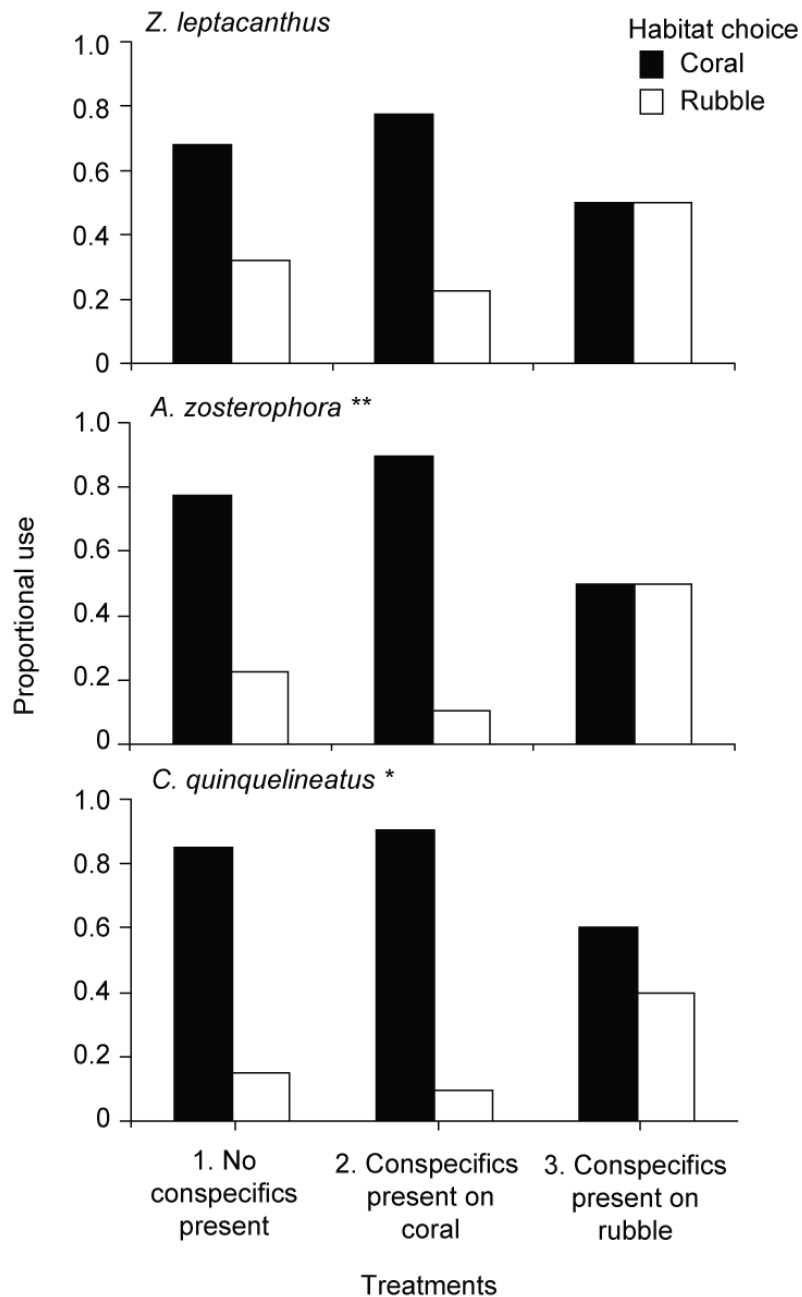 Z. leptacanthus
Habitat choice
Coral
Rubble
1.0
0.8
0.6
0.4
0.2
0
A. zosterophora **
1.0
0.8
0.6
0.4
0.2
0
Proportional use
C. quinquelineatus *
1.0
0.8
0.6
0.4
0.2
0
1. No
conspecifics
present
2. Conspecifics
present on
coral
3. Conspecifics
present on
rubble
Treatments